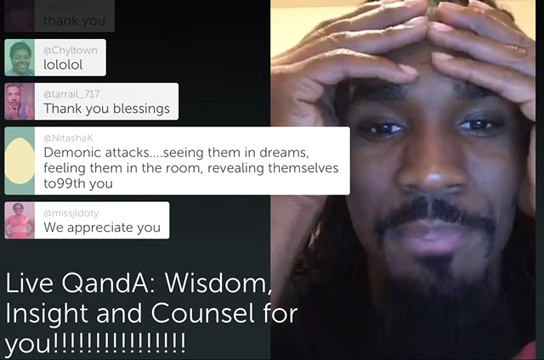 thank you
@Chyltown
lololol
@tarrail_717
Thank you blessings
@NitashaK
Demonic attacks....seeing them in dreams,
feeling them in the room, revealing themselves
to99th you
@missjldoty
We appreciate you
Live QandA: Wisdom,
Insight and Counsel for
you!!!!!!!!!!!!!!!!